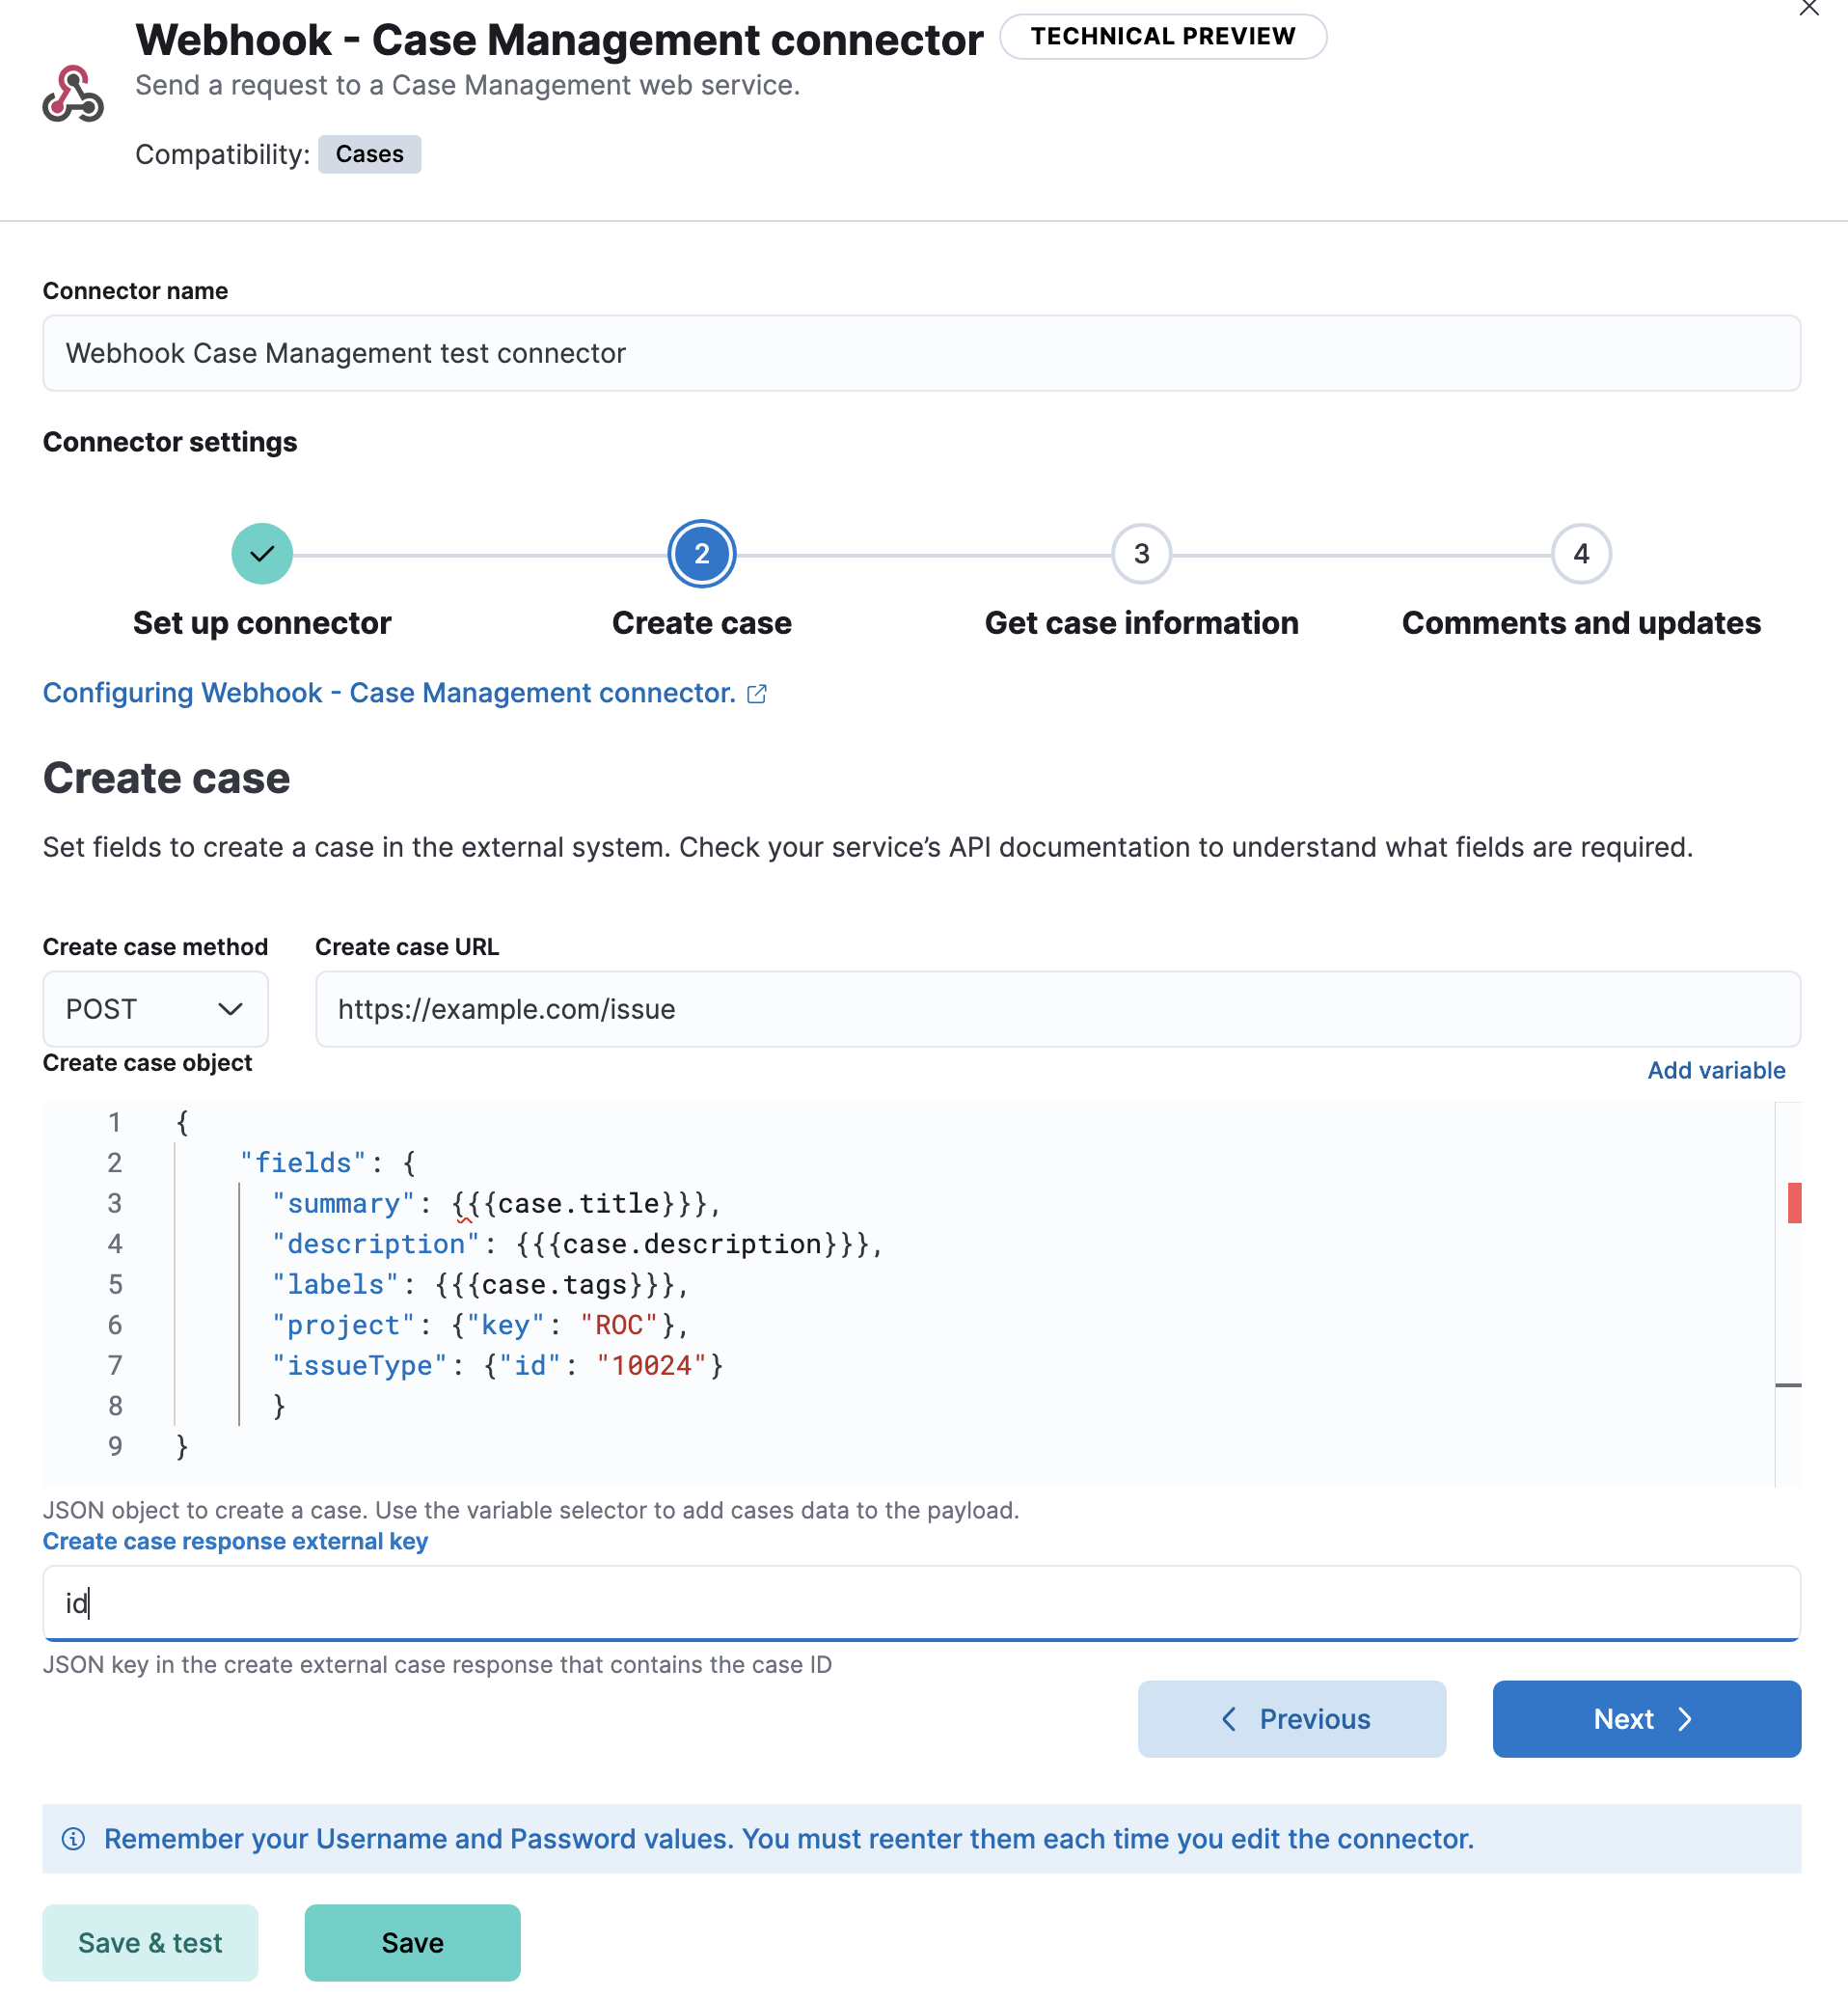 Webhook - Case Management connector TECHNICAL PREVIEW
Send a request to a Case Management web service.
Compatibility: Cases
Connector name
Webhook Case Management test connector
Connector settings
2 3 4
Set up connector Create case Get case information Comments and updates
Configuring Webhook - Case Management connector.
Create case
Set fields to create a case in the external system. Check your service’s API documentation to understand what fields are required.
Create case method Create case URL
POST https://example.com/issue
Create case object Add variable
1 {
2 "fields": {
3 "summary": {{{case.title}}},
4 "description": {{{case.description}}},
5 "labels": {{{case.tags}}},
6 "project": {"key": "ROC"},
7 "issueType": {"id": "10024"}
8 }
9 }
JSON object to create a case. Use the variable selector to add cases data to the payload.
Create case response external key
id
JSON key in the create external case response that contains the case ID
Previous Next
Remember your Username and Password values. You must reenter them each time you edit the connector.
Save & test Save